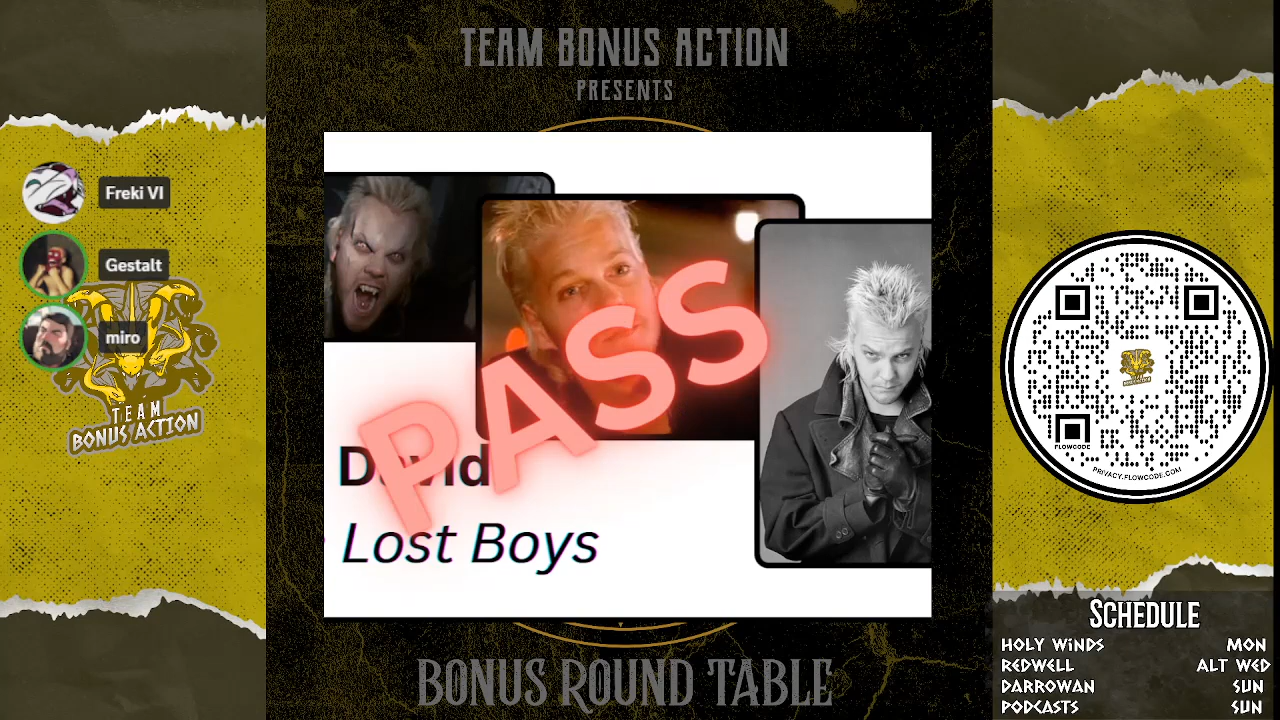 TEAM BONUS ACTION
PRESENTS
Freki VI
Gestalt
miro
TEAM
BONUS ACTION
PASS
David
Lost Boys
BONUS ROUND TABLE
FLOWCODE
PRIVACY.FLOWCODE.COM
SCHEDULE
HOLY WINDS MON
REDWELL ALT WED
DARROWAN SUN
PODCASTS SUN